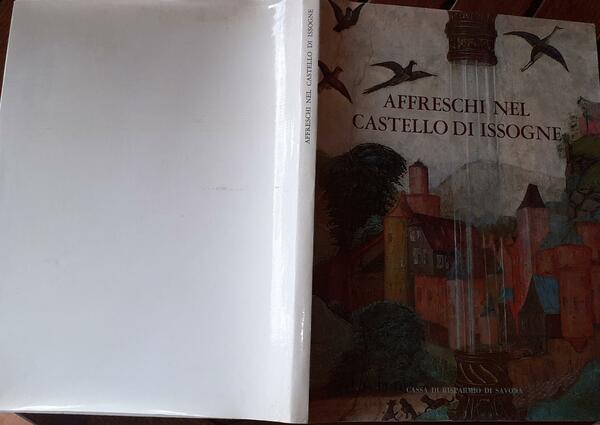 AFFRESCHI NEL CASTELLO DI ISSOGNE
AFFRESCHI NEL
CASTELLO DI ISSOGNE
CASSA DI RISPARMIO DI SAVONA